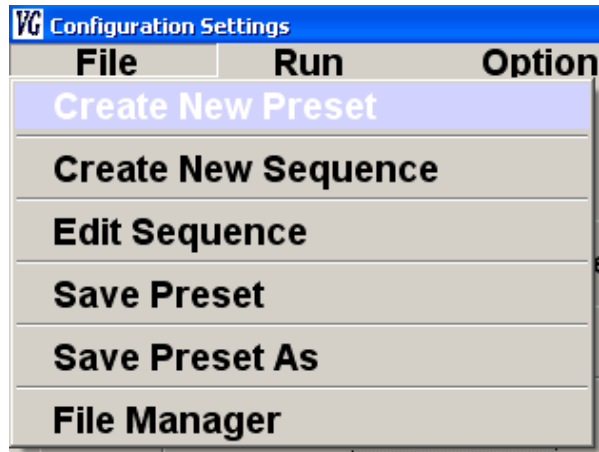 VG Configuration Settings
File Run Option
Create New Preset
Create New Sequence
Edit Sequence
Save Preset
Save Preset As
File Manager